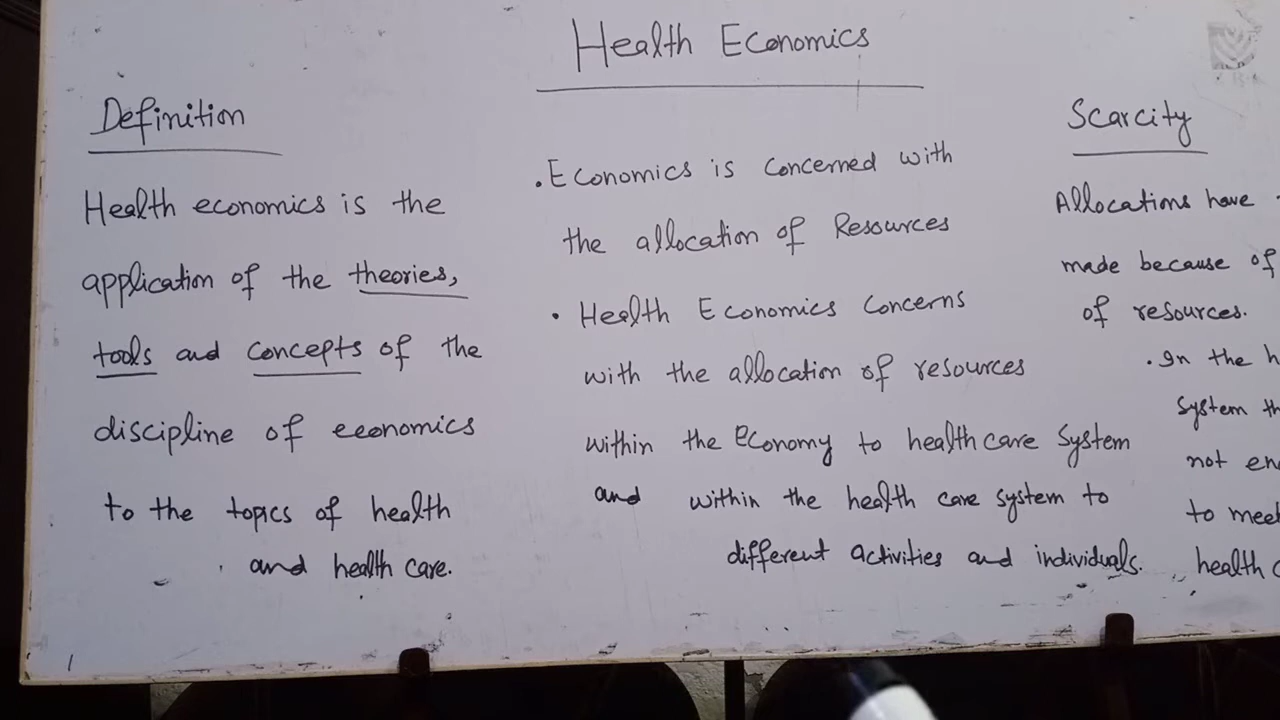 Health Economics
Definition
Health economics is the
application of the theories,
tools and concepts of the
discipline of economics
to the topics of health
and health care.
. Economics is concerned with
the allocation of Resources
• Health Economics Concerns
with the allocation of resources
within the economy to health care System
and within the health care system to
different activities and individuals.
Scarcity
Allocations have
made because of
of resources.
. In the
System
not
to meet
health